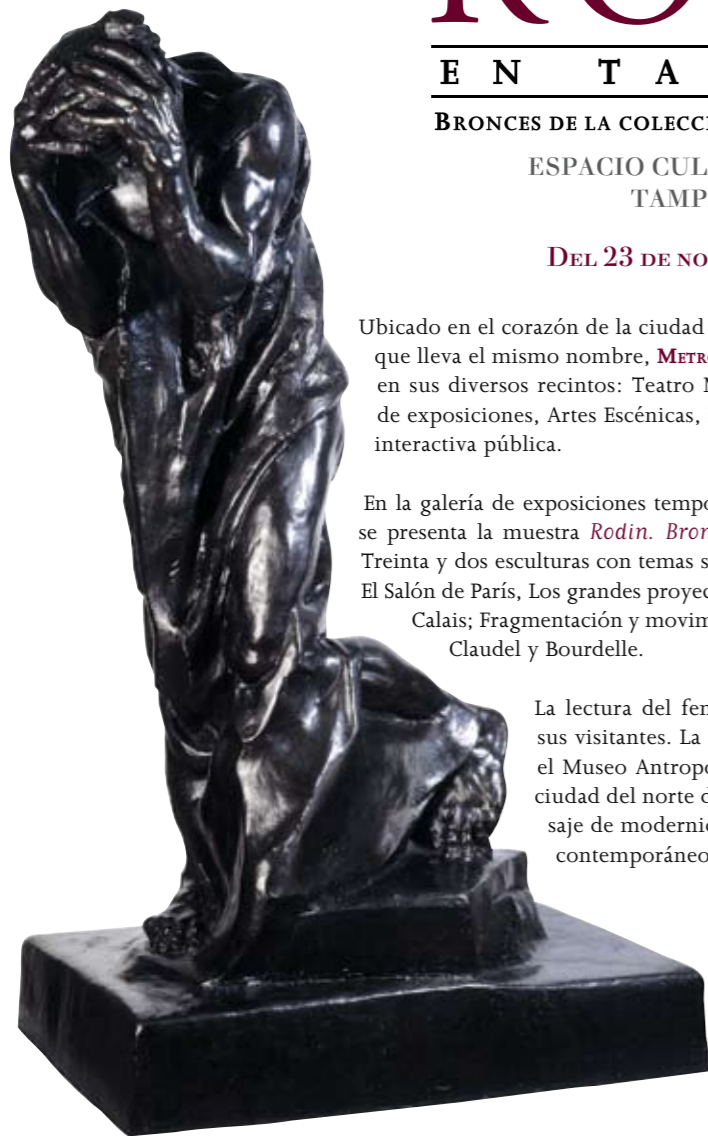 RO
EN TA
BRONCES DE LA COLECCI
ESPACIO CUL
TAMP
DEL 23 DE NO
Ubicado en el corazón de la ciudad
que lleva el mismo nombre, METR
en sus diversos recintos: Teatro M
de exposiciones, Artes Escénicas,
interactiva pública.
En la galería de exposiciones tempo
se presenta la muestra Rodin. Bron
Treinta y dos esculturas con temas s
El Salón de París, Los grandes proyec
Calais; Fragmentación y movim
Claudel y Bourdelle.
La lectura del fen
sus visitantes. La
el Museo Antropo
ciudad del norte d
saje de modernid
contemporáneo